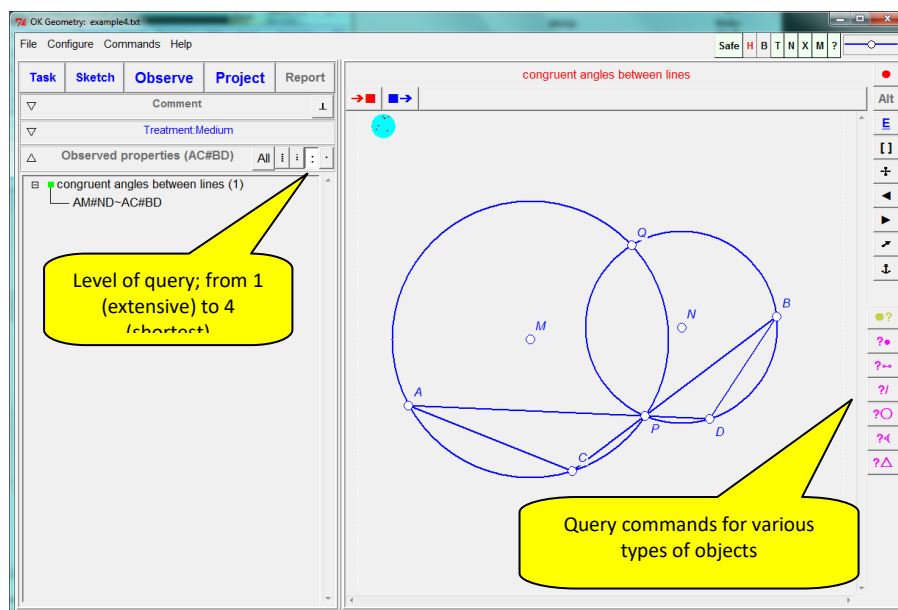 OK Geometry: example4.txt
File Configure Commands Help
Safe H B T N X M ?
Task Sketch Observe Project Report
Comment
Treatment:Medium
Observed properties (AC#BD) All
congruent angles between lines (1)
AM#ND~AC#BD
Level of query; from 1
(extensive) to 4
(shortest)
congruent angles between lines
Alt
E
[ ]
?
?
?/
?
?
?
Q
B
N
M
A
P
D
C
Query commands for various
types of objects